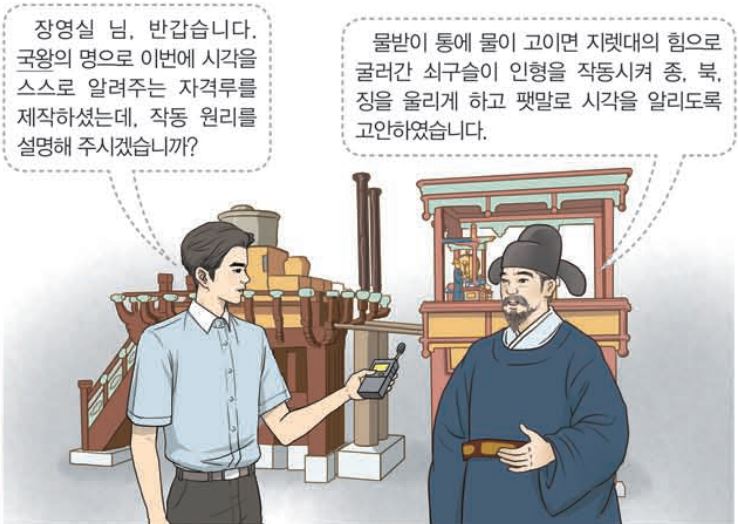 장영실 님, 반갑습니다.
국왕의 명으로 이번에 시각을
스스로 알려주는 자격루를
제작하셨는데, 작동 원리를
설명해 주시겠습니까?
물받이 통에 물이 고이면 지렛대의 힘으로
굴러간 쇠구슬이 인형을 작동시켜 종, 북,
징을 울리게 하고 팻말로 시각을 알리도록
고안하였습니다.